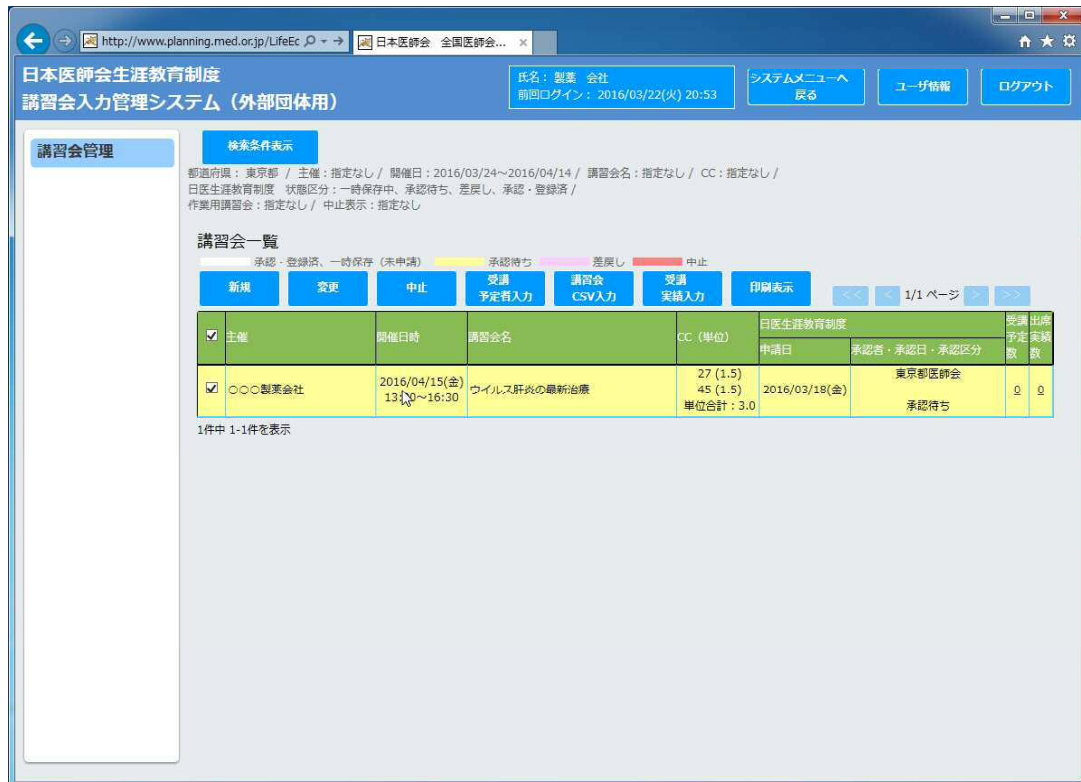 http://www.planning.med.or.jp/LifeEc
日本医師会 全国医師会...
日本医師会生涯教育制度
講習会入力管理システム（外部団体用）
氏名： 製薬 会社
前回ログイン： 2016/03/22(火) 20:53
システムメニューへ
戻る
ユーザ情報
ログアウト
講習会管理
検索条件表示
都道府県： 東京都 / 主催：指定なし / 開催日：2016/03/24～2016/04/14 / 講習会名：指定なし / CC：指定なし /
日医生涯教育制度 状態区分：一時保存中、承認待ち、差戻し、承認・登録済 /
作業用講習会：指定なし / 中止表示：指定なし
講習会一覧
承認・登録済、一時保存（未申請） 承認待ち 差戻し 中止
新規
変更
中止
受講
予定者入力
講習会
CSV入力
受講
実績入力
印刷表示
<< < 1/1 ページ > >>
主催
開催日時
講習会名
CC（単位）
日医生涯教育制度
申請日
承認者・承認日・承認区分
受講
予定
数
出席
実績
数
○○○製薬会社
2016/04/15(金)
～16:30
ウイルス肝炎の最新治療
27 (1.5)
45 (1.5)
単位合計：3.0
2016/03/18(金)
東京都医師会
承認待ち
0
0
1件中 1-1件を表示